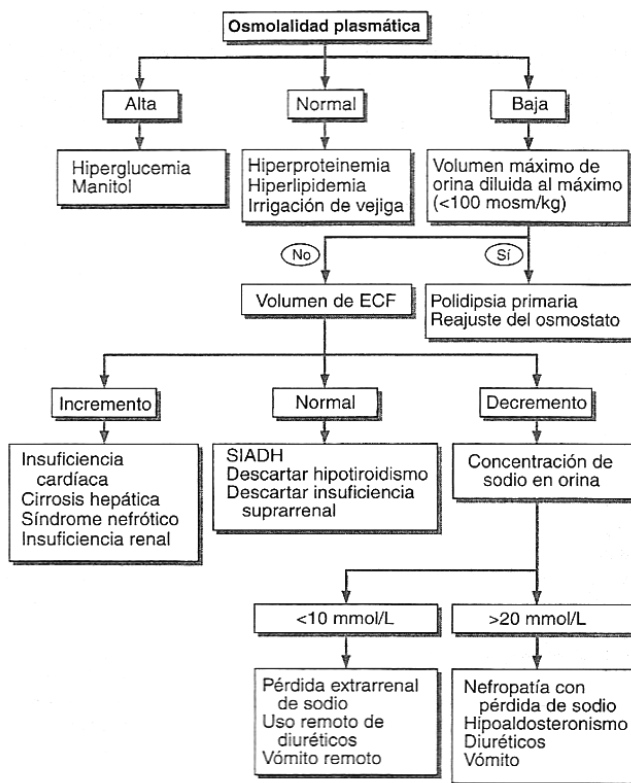 Osmolalidad plasmática
Alta
Normal
Baja
Hiperglucemia
Manitol
Hiperproteinemia
Hiperlipidemia
Irrigación de vejiga
Volumen máximo de
orina diluida al máximo
(<100 mosm/kg)
No
Sí
Volumen de ECF
Polidipsia primaria
Reajuste del osmostato
Incremento
Normal
Decremento
Insuficiencia
cardíaca
Cirrosis hepática
Síndrome nefrótico
Insuficiencia renal
SIADH
Descartar hipotiroidismo
Descartar insuficiencia
suprarrenal
Concentración de
sodio en orina
<10 mmol/L
>20 mmol/L
Pérdida extrarrenal
de sodio
Uso remoto de
diuréticos
Vómito remoto
Nefropatía con
pérdida de sodio
Hipoaldosteronismo
Diuréticos
Vómito